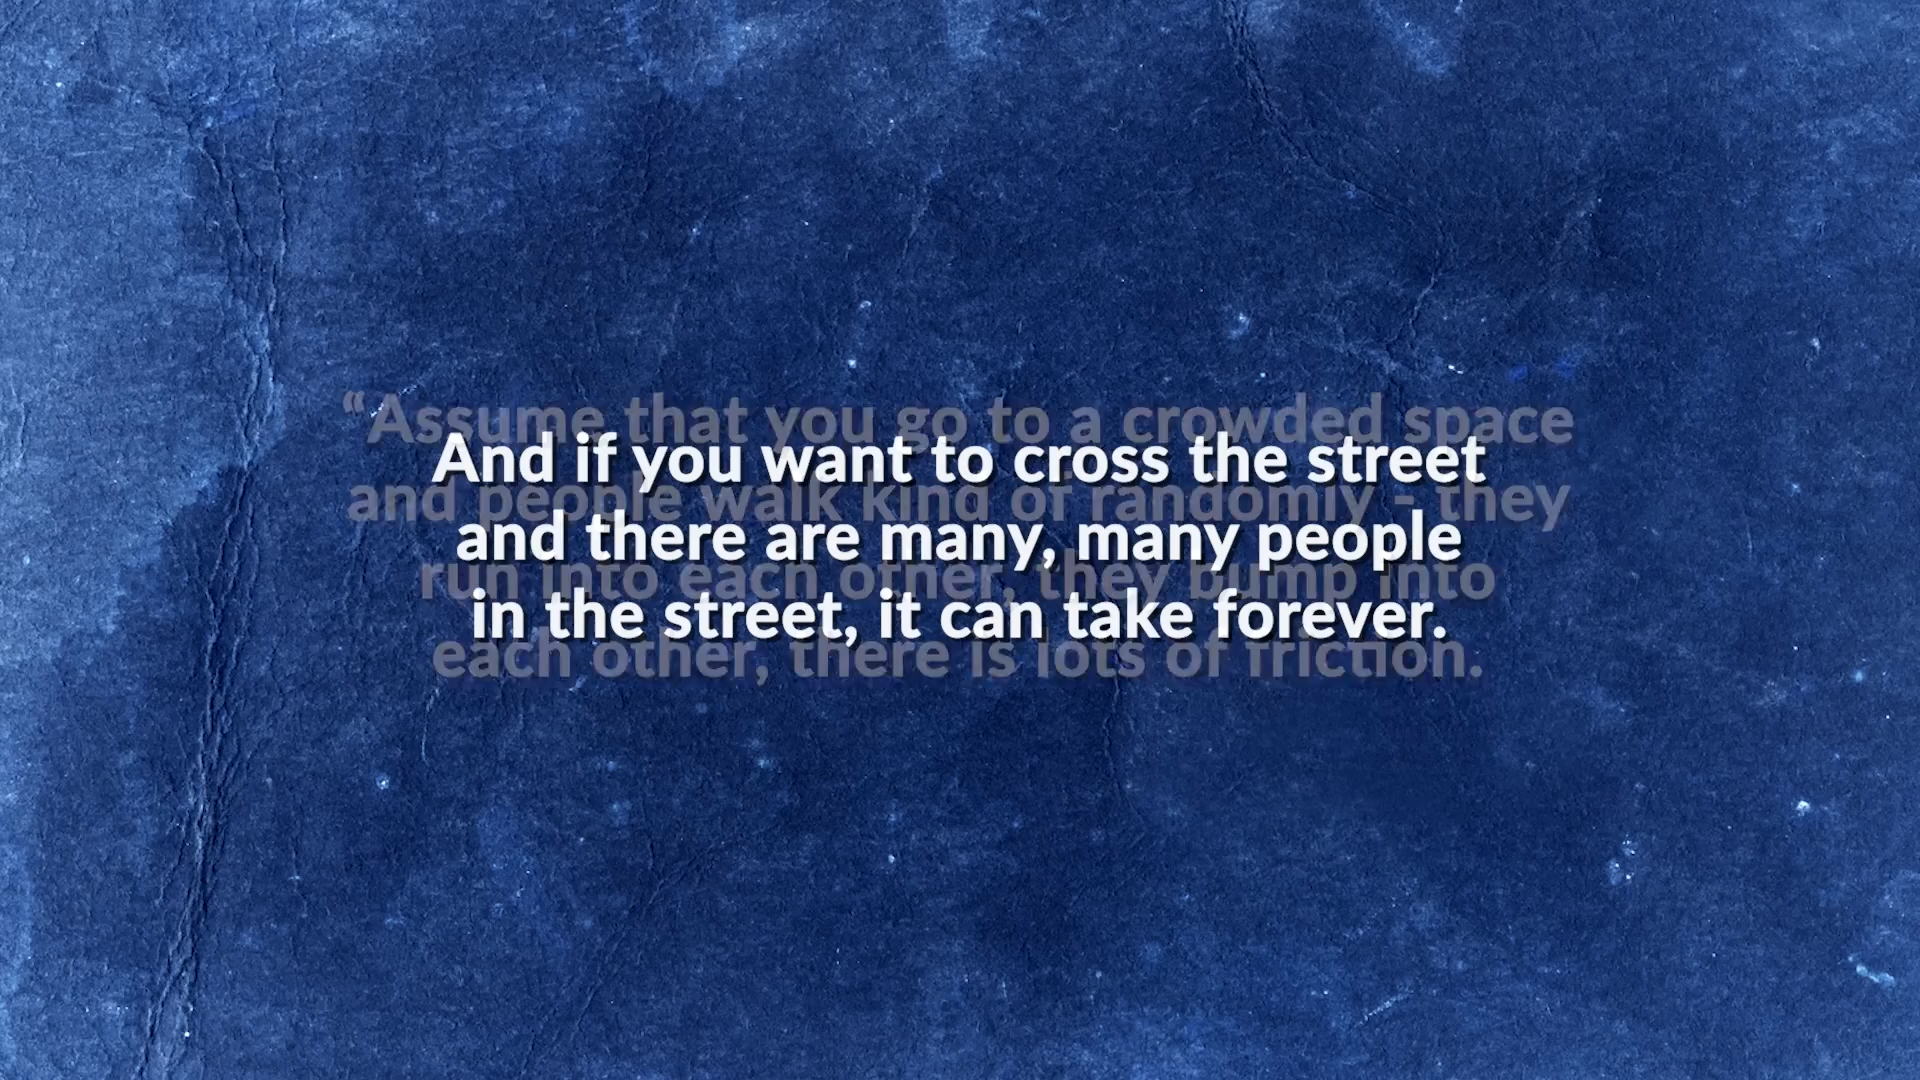 “Assume that you go to a crowded space
and people walk kind of randomly - they
run into each other, they bump into
each other, there is lots of friction.
And if you want to cross the street
and there are many, many people
in the street, it can take forever.